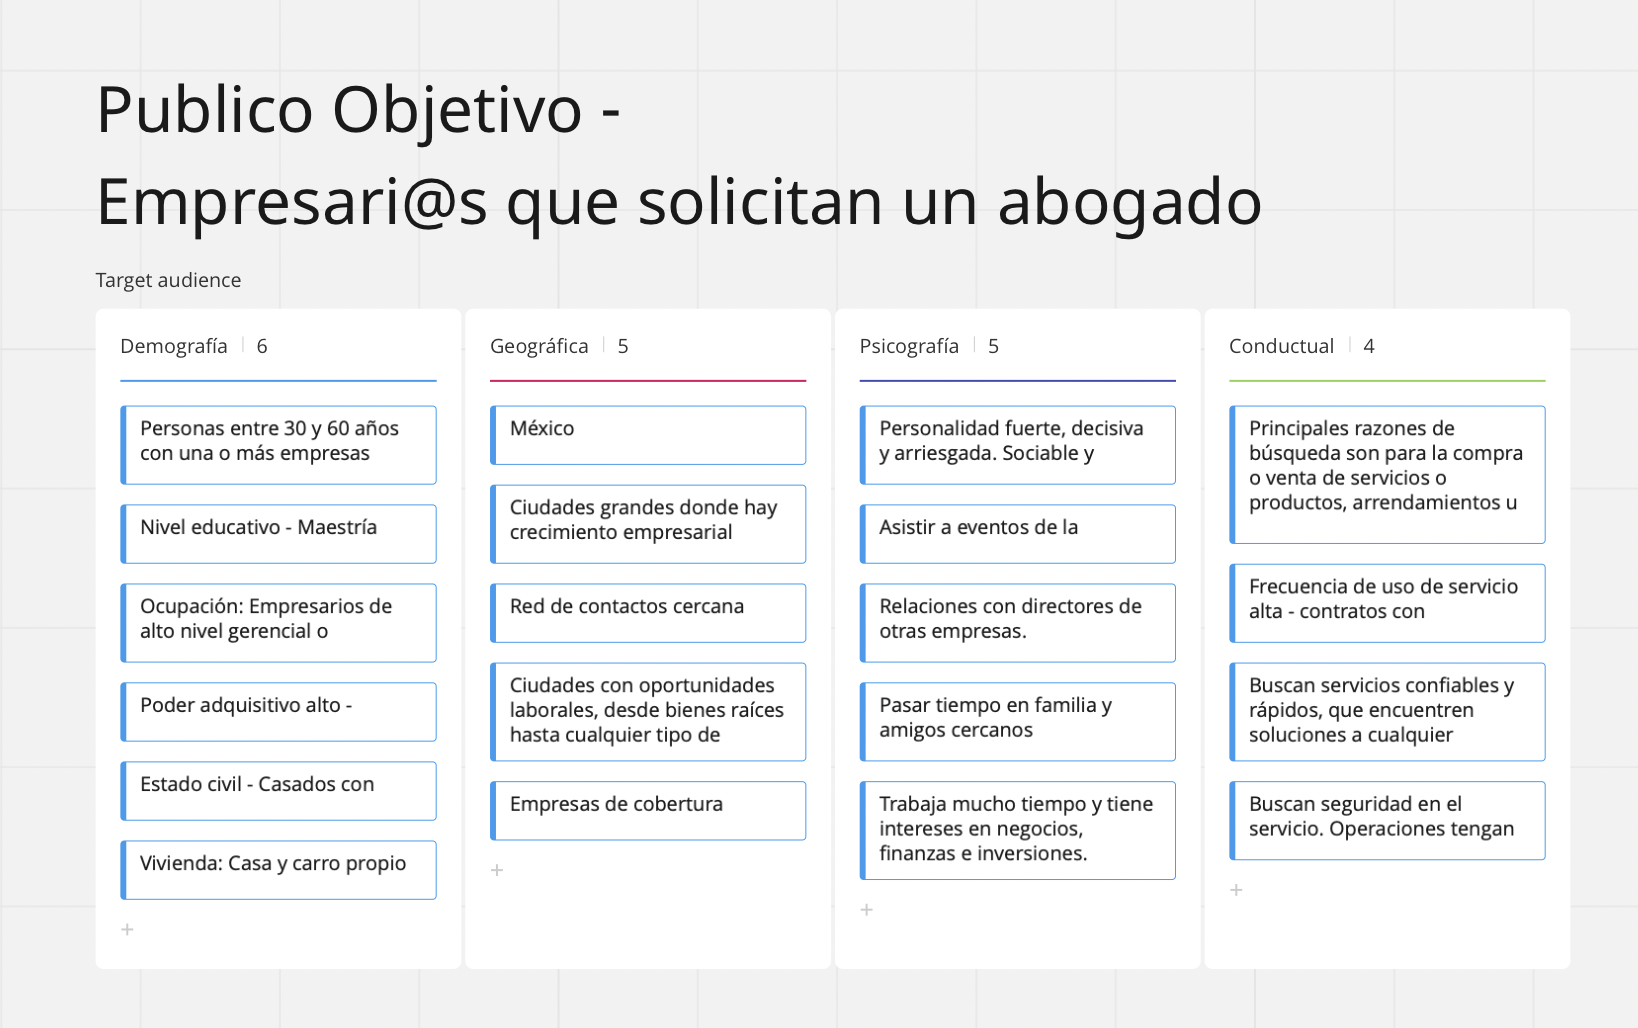 Publico Objetivo -
Empresari@s que solicitan un abogado
Target audience
Demografía 6
Personas entre 30 y 60 años
con una o más empresas
Nivel educativo - Maestría
Ocupación: Empresarios de
alto nivel gerencial o
Poder adquisitivo alto -
Estado civil - Casados con
Vivienda: Casa y carro propio
+
Geográfica 5
México
Ciudades grandes donde hay
crecimiento empresarial
Red de contactos cercana
Ciudades con oportunidades
laborales, desde bienes raíces
hasta cualquier tipo de
Empresas de cobertura
+
Psicografía 5
Personalidad fuerte, decisiva
y arriesgada. Sociable y
Asistir a eventos de la
Relaciones con directores de
otras empresas.
Pasar tiempo en familia y
amigos cercanos
Trabaja mucho tiempo y tiene
intereses en negocios,
finanzas e inversiones.
+
Conductual 4
Principales razones de
búsqueda son para la compra
o venta de servicios o
productos, arrendamientos u
Frecuencia de uso de servicio
alta - contratos con
Buscan servicios confiables y
rápidos, que encuentren
soluciones a cualquier
Buscan seguridad en el
servicio. Operaciones tengan
+